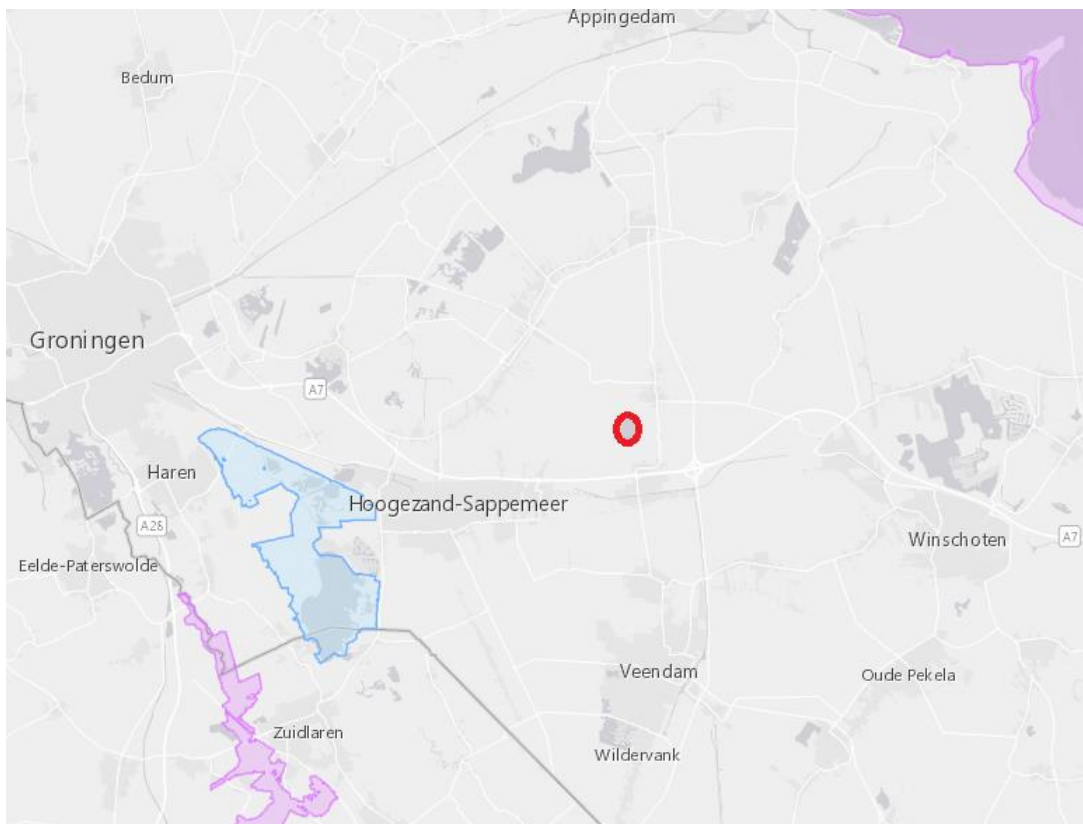 Appingedam
Bedum
Groningen
A7
Haren
Hoogezand-Sappemeer
A28
Winschoten
A7
Eelde-Paterswolde
Veendam
Oude Pekela
Zuidlaren
Wildervank